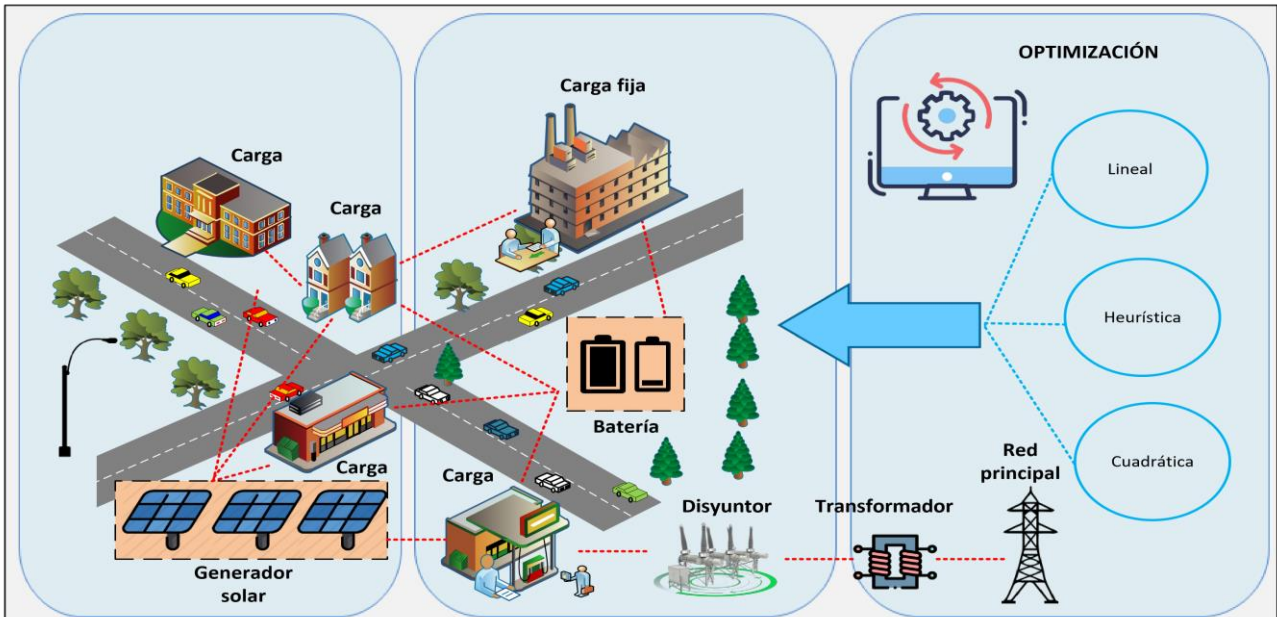 OPTIMIZACIÓN
Carga fija
Carga
Carga
Lineal
Heurística
Batería
Carga
Carga
Cuadrática
Red
principal
Disyuntor
Transformador
Generador
solar